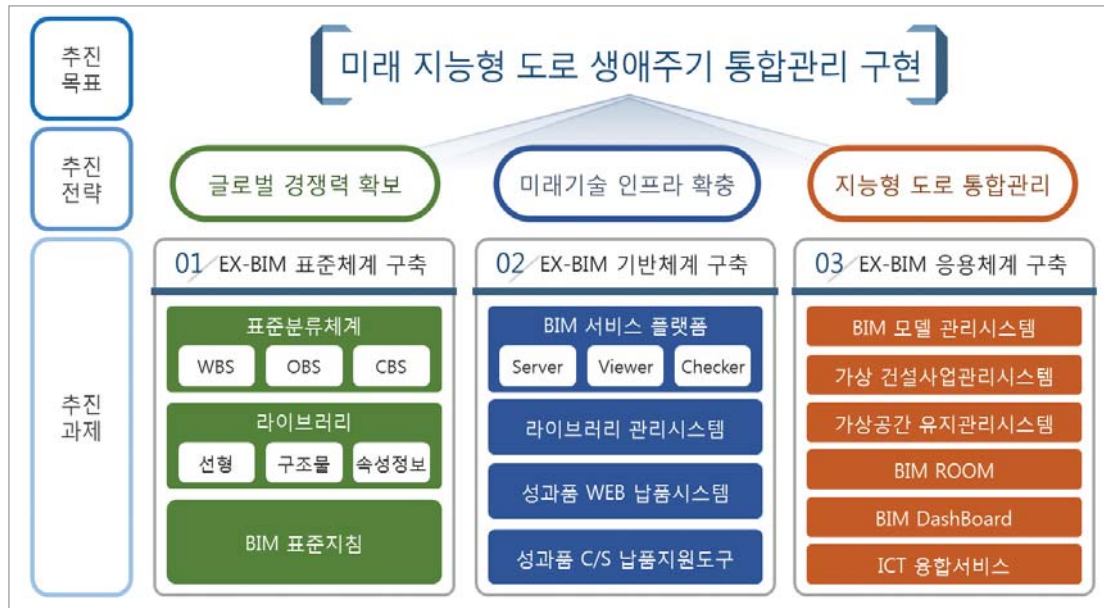 추진
목표
미래 지능형 도로 생애주기 통합관리 구현
추진
전략
글로벌 경쟁력 확보
미래기술 인프라 확충
지능형 도로 통합관리
추진
과제
01 EX-BIM 표준체계 구축
표준분류체계
WBS OBS CBS
라이브러리
선형 구조물 속성정보
BIM 표준지침
02 EX-BIM 기반체계 구축
BIM 서비스 플랫폼
Server Viewer Checker
라이브러리 관리시스템
성과품 WEB 납품시스템
성과품 C/S 납품지원도구
03 EX-BIM 응용체계 구축
BIM 모델 관리시스템
가상 건설사업관리시스템
가상공간 유지관리시스템
BIM ROOM
BIM DashBoard
ICT 융합서비스